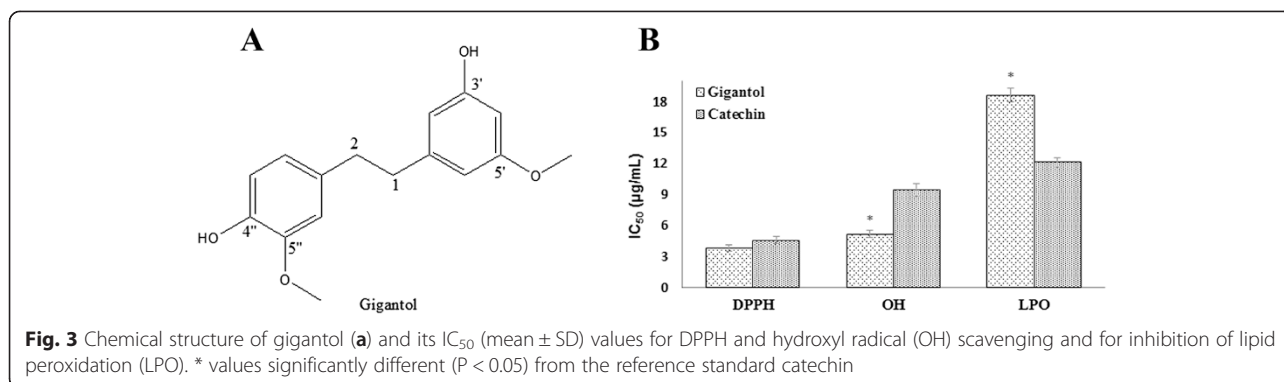 A
OH
3'
2
1
5'
O
HO
4''
5''
O
Gigantol
B
Gigantol
Catechin
IC₅₀ (µg/mL)
18
15
12
9
6
3
0
*
*
DPPH
OH
LPO
Fig. 3 Chemical structure of gigantol (a) and its IC₅₀ (mean ± SD) values for DPPH and hydroxyl radical (OH) scavenging and for inhibition of lipid
peroxidation (LPO). * values significantly different (P < 0.05) from the reference standard catechin